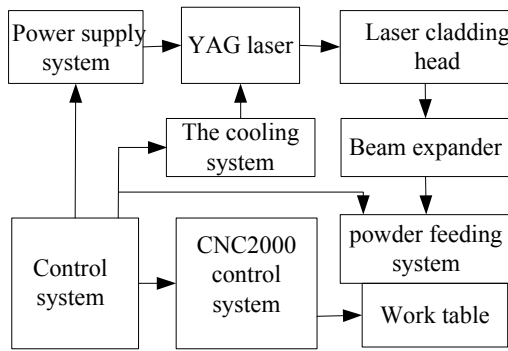 Power supply
system
YAG laser
Laser cladding
head
The cooling
system
Beam expander
Control
system
CNC2000
control
system
powder feeding
system
Work table